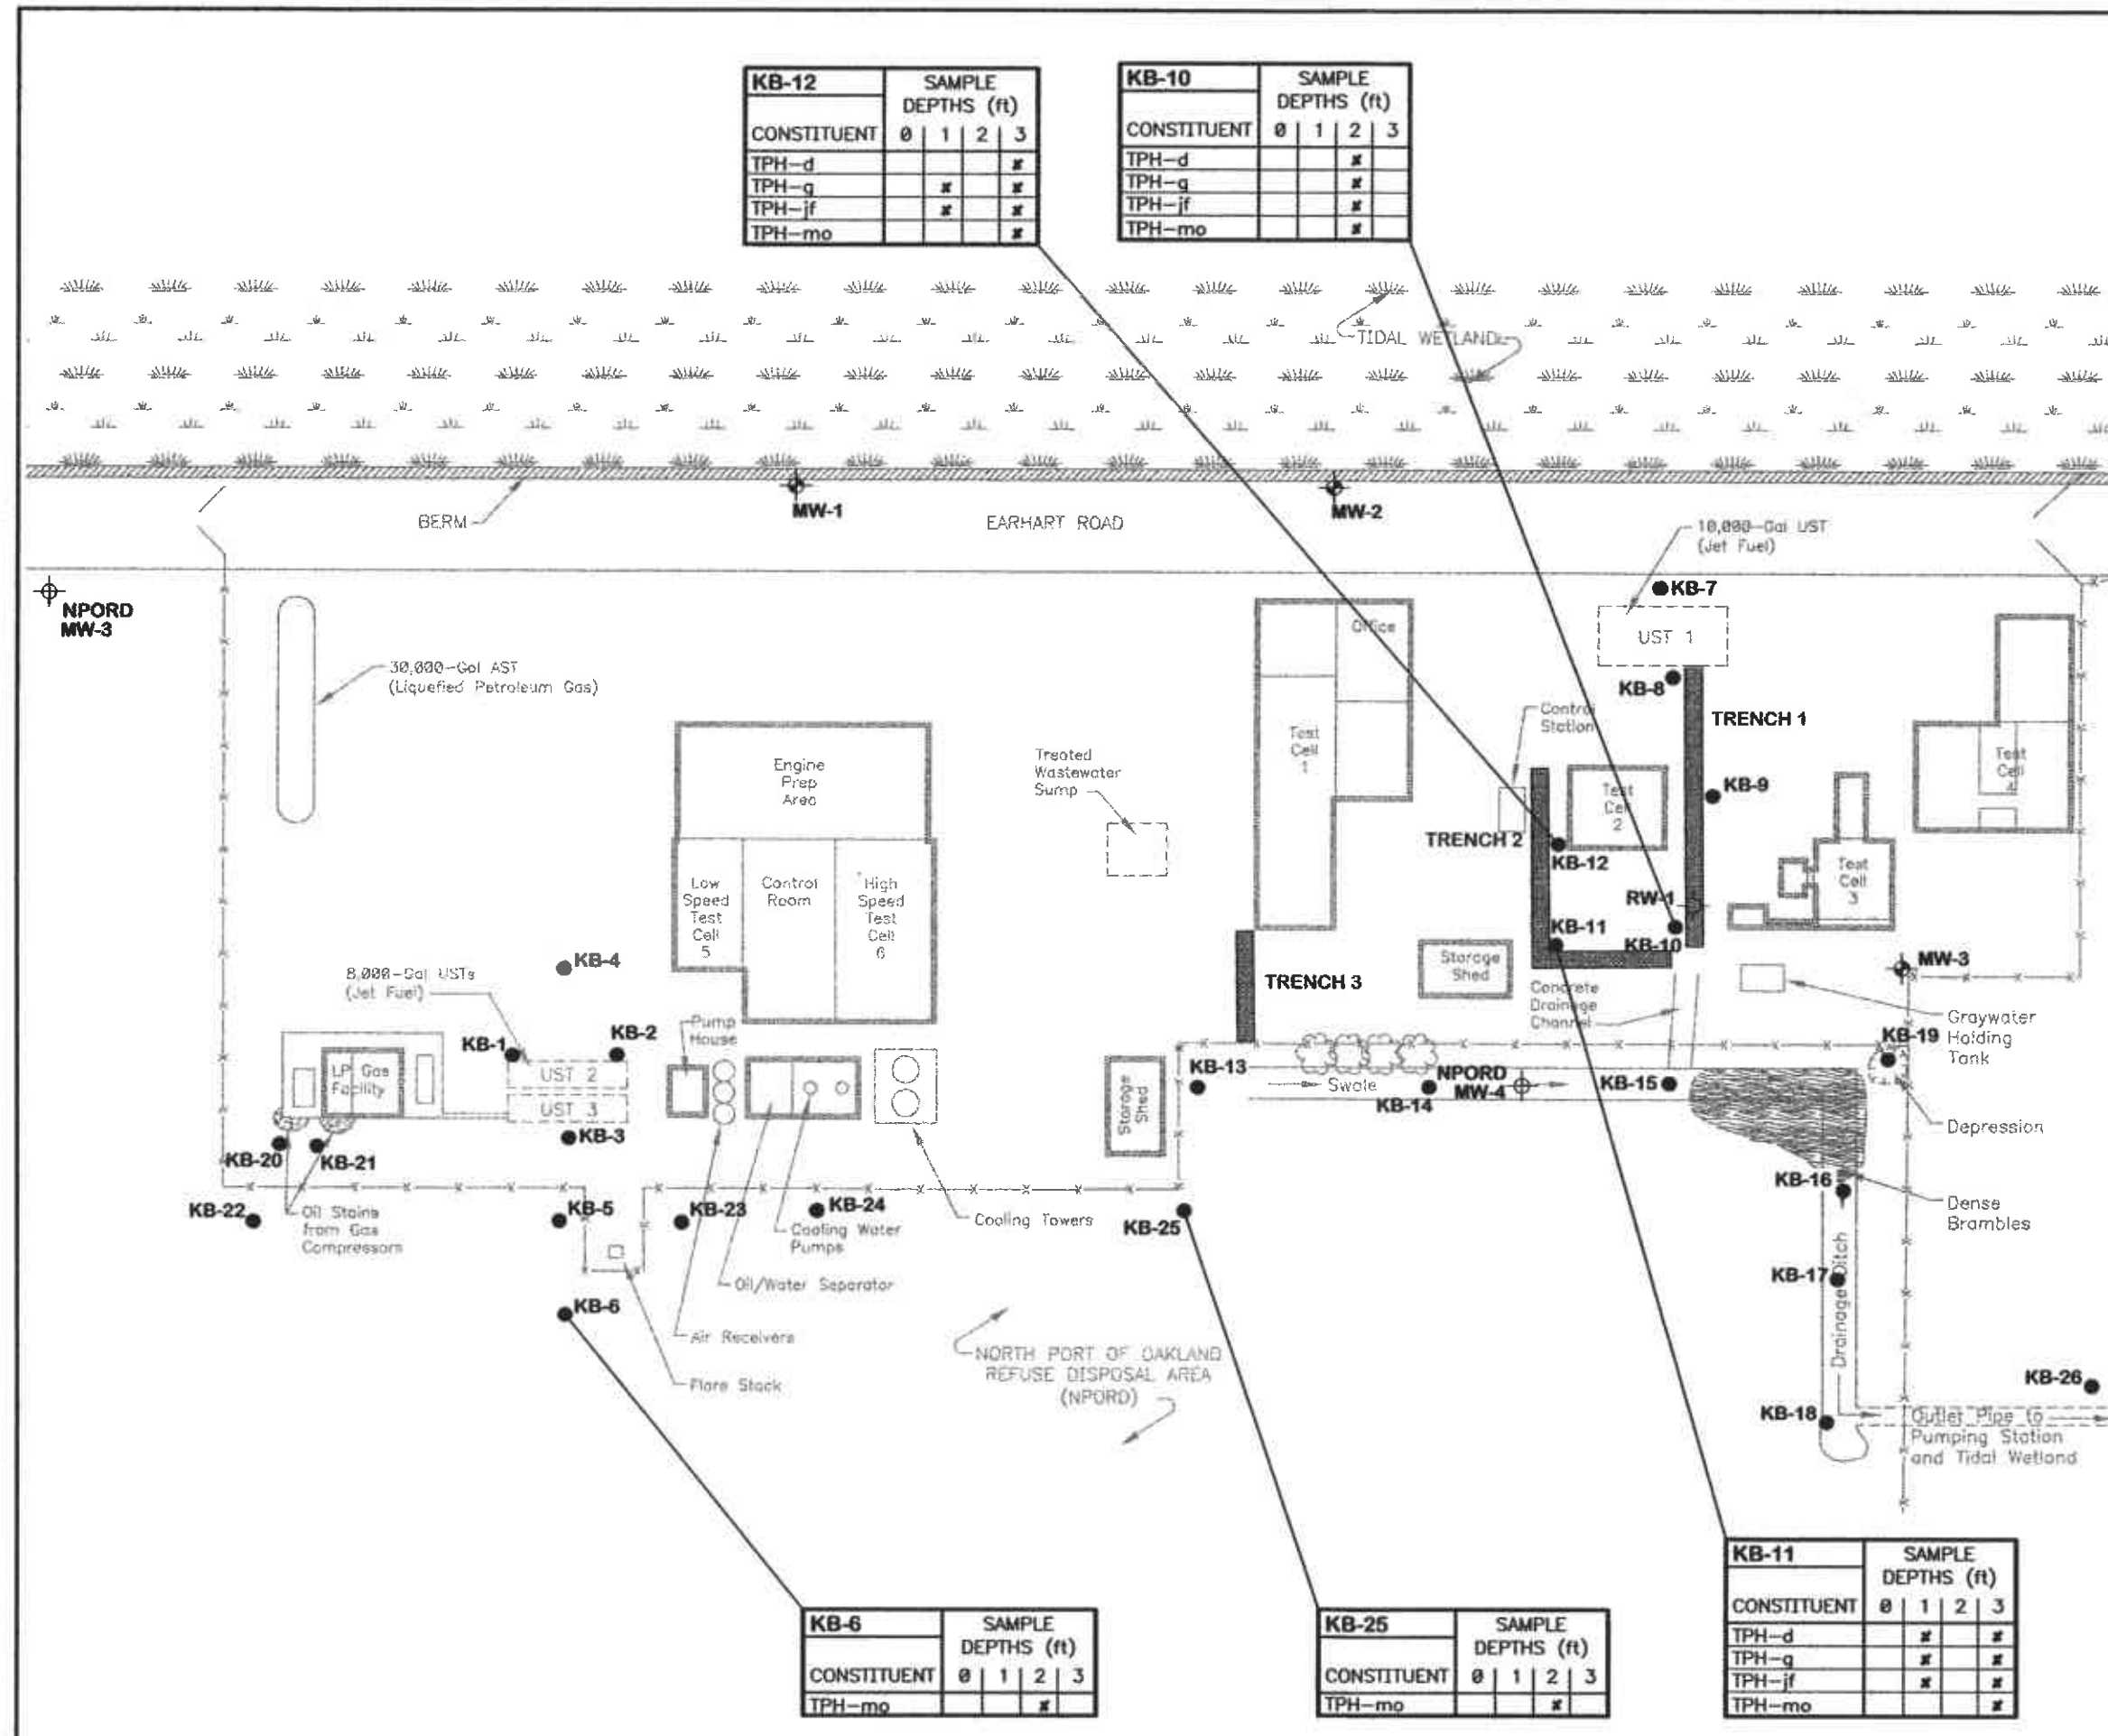 KB-12 SAMPLE
DEPTHS (ft)
CONSTITUENT 0 1 2 3
TPH-d x
TPH-g x x
TPH-jf x x
TPH-mo x
KB-10 SAMPLE
DEPTHS (ft)
CONSTITUENT 0 1 2 3
TPH-d x
TPH-g x
TPH-jf x
TPH-mo x
TIDAL WETLAND
BERM
MW-1
EARHART ROAD
MW-2
10,000-Gal UST
(Jet Fuel)
NPORD
MW-3
KB-7
UST 1
Office
30,000-Gal AST
(Liquefied Petroleum Gas)
KB-8
TRENCH 1
Control
Station
Test
Cell
1
Engine
Prep
Area
Treated
Wastewater
Sump
Test
Cell
4
Test
Cell
2
KB-9
TRENCH 2
KB-12
Low
Speed
Test
Cell
5
Control
Room
High
Speed
Test
Cell
6
Test
Cell
3
RW-1
KB-11
KB-10
KB-4
8,000-Gal USTs
(Jet Fuel)
TRENCH 3
Storage
Shed
MW-3
Concrete
Drainage
Channel
Graywater
Holding
Tank
Pump
House
KB-1
KB-2
KB-19
LP Gas
Facility
UST 2
UST 3
KB-13
Swale
NPORD
MW-4
KB-14
KB-15
Storage
Shed
Depression
KB-3
KB-20
KB-21
KB-16
Dense
Brambles
KB-22
Oil Stains
from Gas
Compressors
KB-5
KB-23
KB-24
Cooling Water
Pumps
Cooling Towers
KB-25
Oil/Water Separator
KB-17
Drainage Ditch
KB-6
Air Receivers
Flare Stack
NORTH PORT OF OAKLAND
REFUSE DISPOSAL AREA
(NPORD)
KB-26
KB-18
Outlet Pipe to
Pumping Station
and Tidal Wetland
KB-6 SAMPLE
DEPTHS (ft)
CONSTITUENT 0 1 2 3
TPH-mo x
KB-25 SAMPLE
DEPTHS (ft)
CONSTITUENT 0 1 2 3
TPH-mo x
KB-11 SAMPLE
DEPTHS (ft)
CONSTITUENT 0 1 2 3
TPH-d x x
TPH-g x x
TPH-jf x x
TPH-mo x